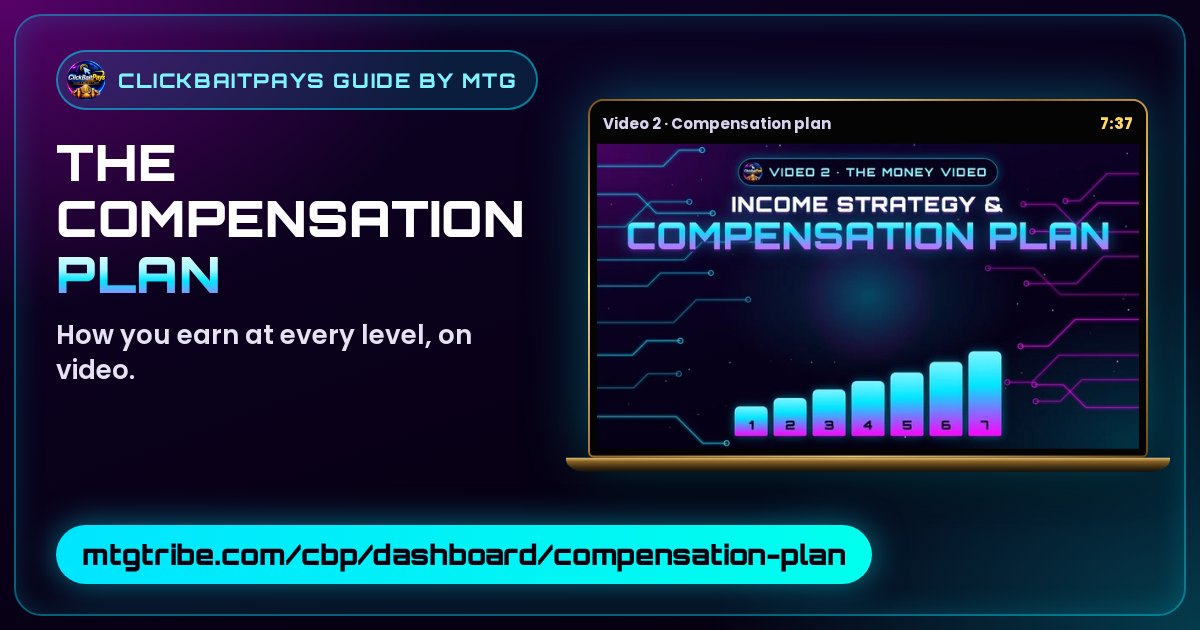 ClickBaitPays
CLICKBAITPAYS GUIDE BY MTG
THE
COMPENSATION
PLAN
How you earn at every level, on
video.
Video 2 · Compensation plan
7:37
VIDEO 2 · THE MONEY VIDEO
INCOME STRATEGY &
COMPENSATION PLAN
1 2 3 4 5 6 7
mtgtribe.com/cbp/dashboard/compensation-plan